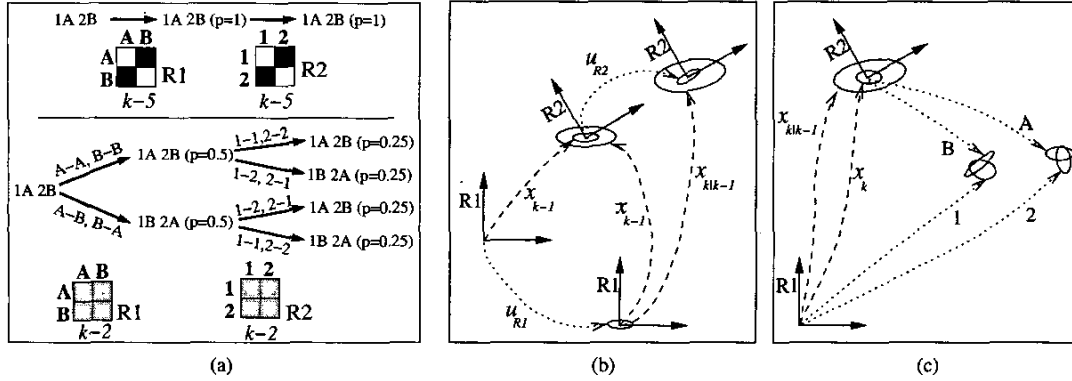 1A 2B 1A 2B (p=1) 1A 2B (p=1)
A B
A
B
R1
k-5
1 2
1
2
R2
k-5
1A 2B
A-A, B-B
A-B, B-A
1A 2B (p=0.5)
1B 2A (p=0.5)
1-1,2-2
1-2, 2-1
1-2, 2-1
1-1, 2-2
1A 2B (p=0.25)
1B 2A (p=0.25)
1A 2B (p=0.25)
1B 2A (p=0.25)
A B
A
B
R1
k-2
1 2
1
2
R2
k-2
(a)
R2
u_R2
R2
R1
x_k-1
x_k-1
x_k|k-1
R1
u_R1
(b)
R2
x_k|k-1
x_k
A
B
1
2
R1
(c)